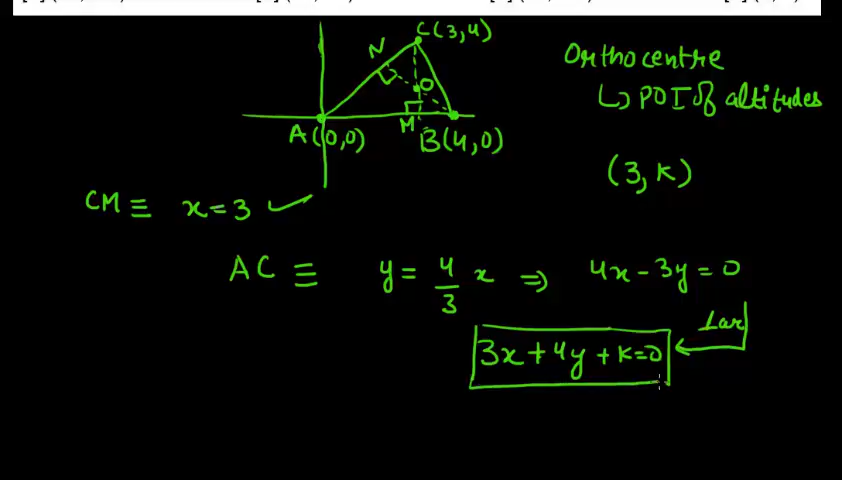 C(3,4)
N
O
A(0,0)
M
B(4,0)
Orthocentre
↳ POI of altitudes
(3, K)
CM ≡ x = 3 ✓
AC ≡ y = 4/3 x ⇒ 4x - 3y = 0
3x + 4y + K = 0